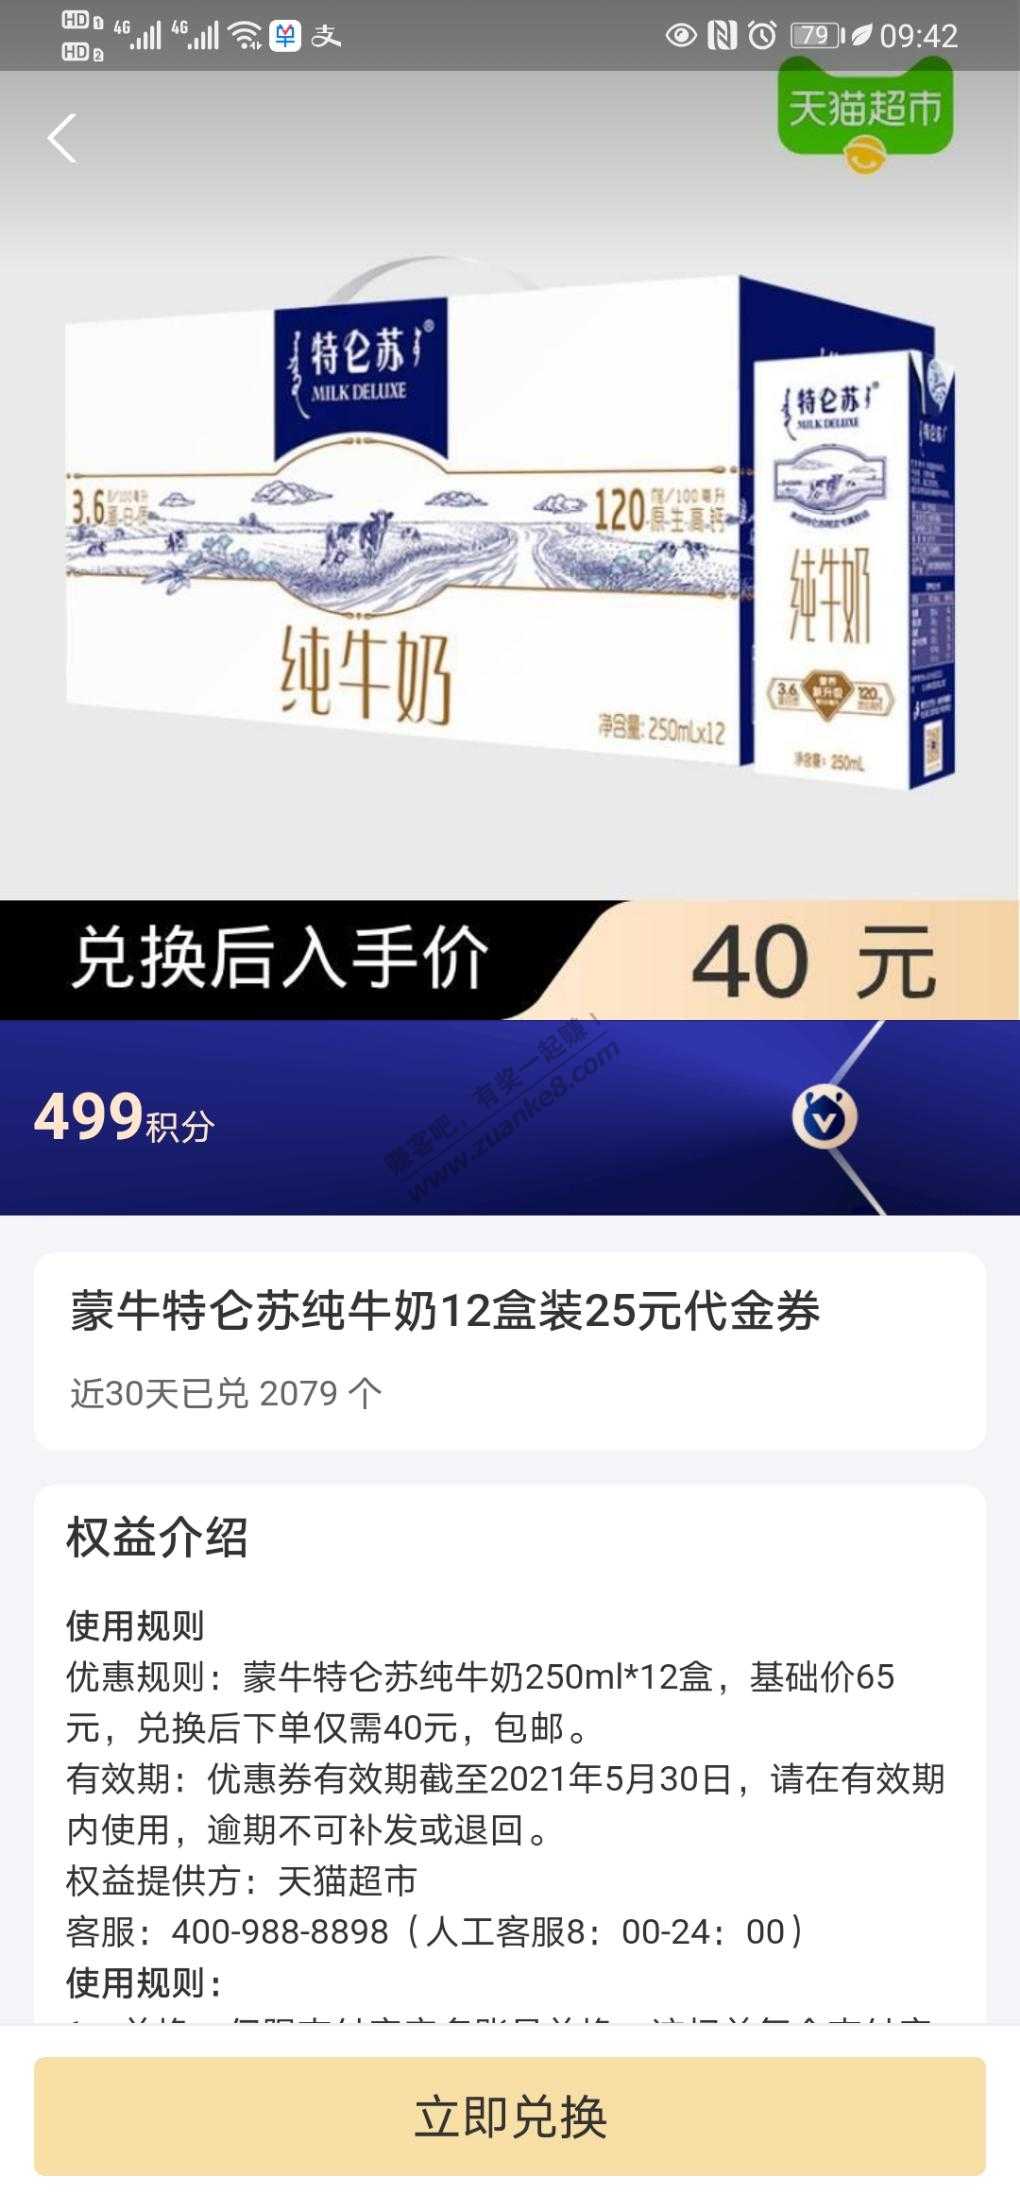 HD 1 4G 4G 79 09:42
HD 2
天猫超市
特仑苏®
MILK DELUXE
特仑苏®
MILK DELUXE
3.6 克/100毫升
蛋白质
120 mg/100毫升
原生高钙
纯牛奶
净含量: 250mLx12
纯牛奶
3.6
120
净含量: 250mL
兑换后入手价 40 元
499积分
赚客吧，有奖一起赚！
www.zuanke8.com
蒙牛特仑苏纯牛奶12盒装25元代金券
近30天已兑 2079 个
权益介绍
使用规则
优惠规则：蒙牛特仑苏纯牛奶250ml*12盒，基础价65
元，兑换后下单仅需40元，包邮。
有效期：优惠券有效期截至2021年5月30日，请在有效期
内使用，逾期不可补发或退回。
权益提供方：天猫超市
客服：400-988-8898（人工客服8：00-24：00）
使用规则：
立即兑换